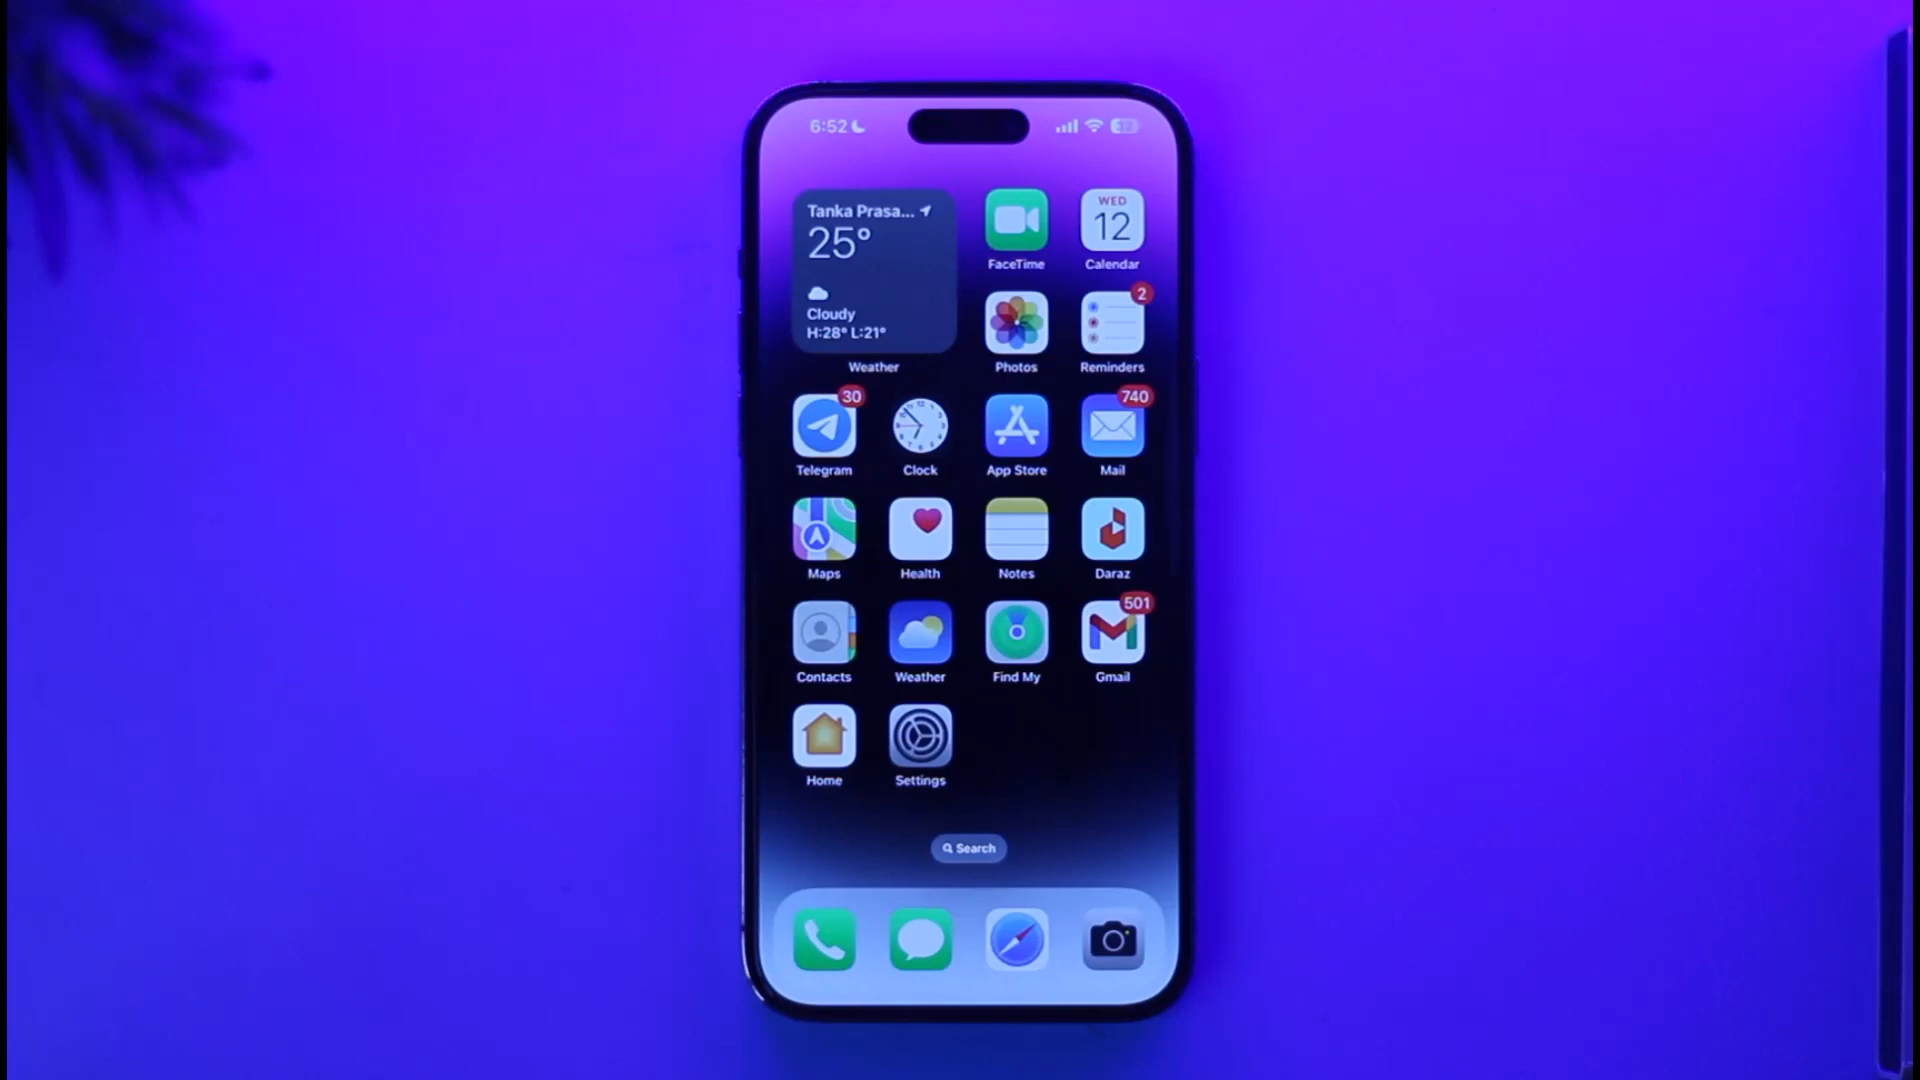 6:52
Tanka Prasa...
25°
Cloudy
H:28° L:21°
Weather
FaceTime
WED
12
Calendar
Photos
2
Reminders
30
Telegram
Clock
App Store
740
Mail
Maps
Health
Notes
Daraz
Contacts
Weather
Find My
501
Gmail
Home
Settings
Search